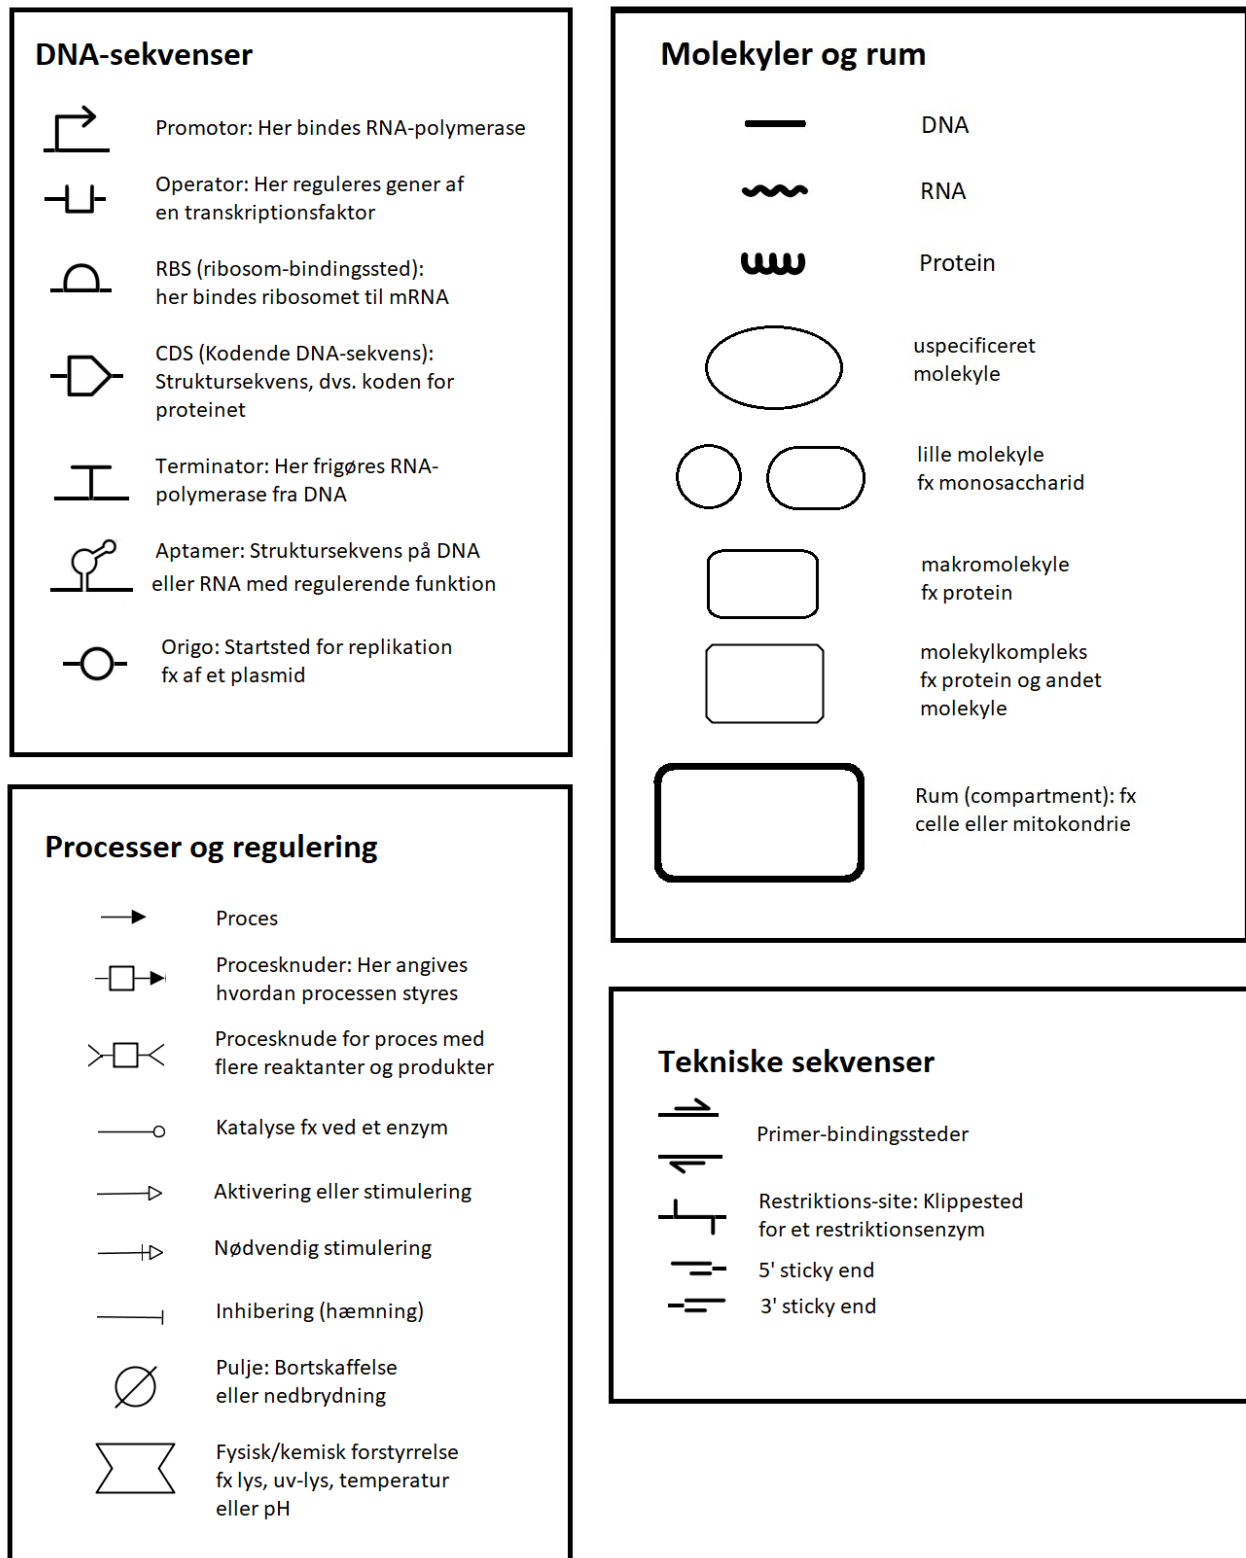 DNA-sekvenser
Promotor: Her bindes RNA-polymerase
Operator: Her reguleres gener af
en transkriptionsfaktor
RBS (ribosom-bindingssted):
her bindes ribosomet til mRNA
CDS (Kodende DNA-sekvens):
Struktursekvens, dvs. koden for
proteinet
Terminator: Her frigøres RNA-
polymerase fra DNA
Aptamer: Struktursekvens på DNA
eller RNA med regulerende funktion
Origo: Startsted for replikation
fx af et plasmid
Processer og regulering
Proces
Procesknuder: Her angives
hvordan processen styres
Procesknude for proces med
flere reaktanter og produkter
Katalyse fx ved et enzym
Aktivering eller stimulering
Nødvendig stimulering
Inhibering (hæmning)
Pulje: Bortskaffelse
eller nedbrydning
Fysisk/kemisk forstyrrelse
fx lys, uv-lys, temperatur
eller pH
Molekyler og rum
DNA
RNA
Protein
uspecificeret
molekyle
lille molekyle
fx monosaccharid
makromolekyle
fx protein
molekylkompleks
fx protein og andet
molekyle
Rum (compartment): fx
celle eller mitokondrie
Tekniske sekvenser
Primer-bindingssteder
Restriktions-site: Klippested
for et restriktionsenzym
5' sticky end
3' sticky end